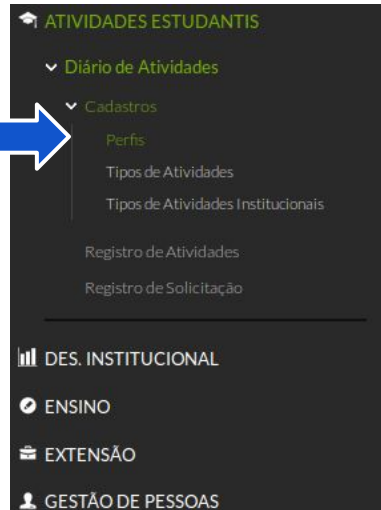 ATIVIDADES ESTUDANTIS
Diário de Atividades
Cadastros
Perfis
Tipos de Atividades
Tipos de Atividades Institucionais
Registro de Atividades
Registro de Solicitação
DES. INSTITUCIONAL
ENSINO
EXTENSÃO
GESTÃO DE PESSOAS